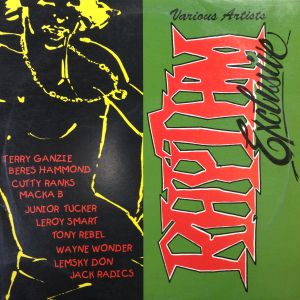 Various Artists
RHYTHM
Exclusive
TERRY GANZIE
BERES HAMMOND
CUTTY RANKS
MACKA B
JUNIOR TUCKER
LEROY SMART
TONY REBEL
WAYNE WONDER
LEMSKY DON
JACK RADICS